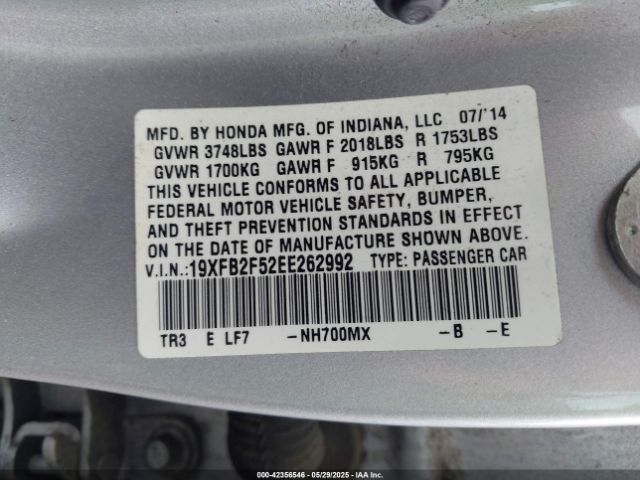 MFD. BY HONDA MFG. OF INDIANA, LLC 07/'14
GVWR 3748LBS GAWR F 2018LBS R 1753LBS
GVWR 1700KG GAWR F 915KG R 795KG
THIS VEHICLE CONFORMS TO ALL APPLICABLE
FEDERAL MOTOR VEHICLE SAFETY, BUMPER,
AND THEFT PREVENTION STANDARDS IN EFFECT
ON THE DATE OF MANUFACTURE SHOWN ABOVE.
V.I.N.:19XFB2F52EE262992 TYPE: PASSENGER CAR
TR3 E LF7 -NH700MX -B -E
000-42356546 - 05/29/2025 - IAA Inc.